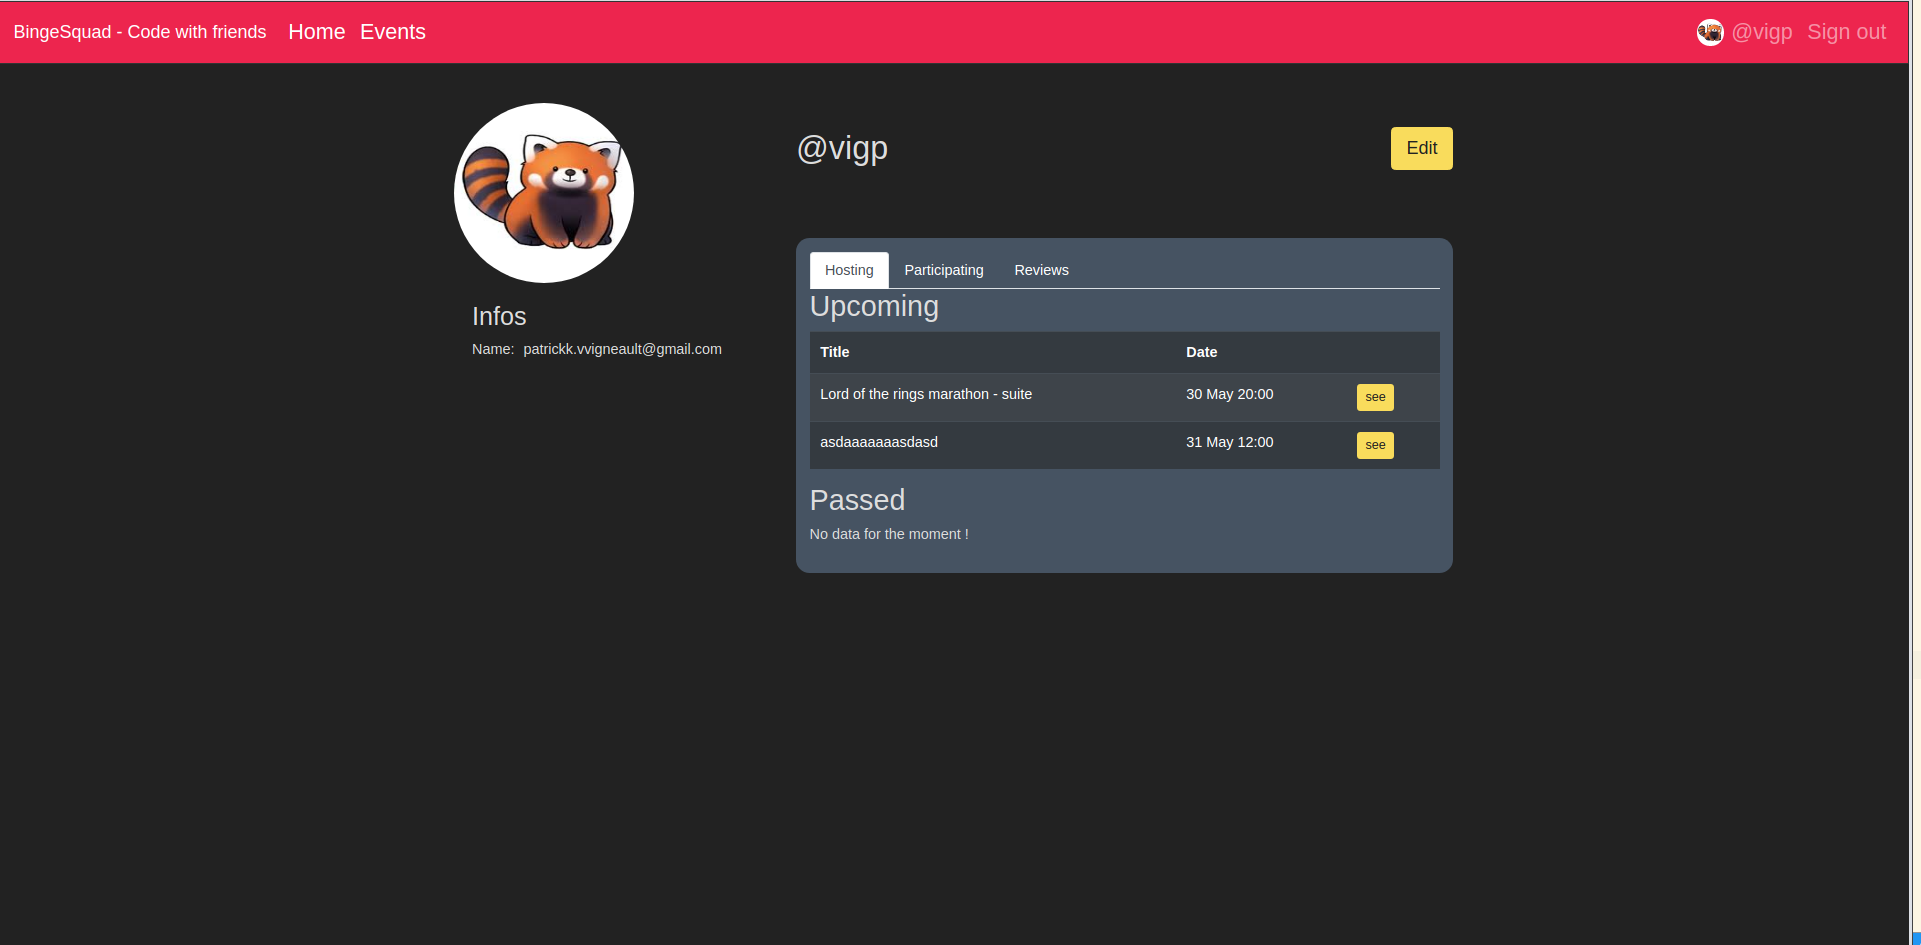 BingeSquad - Code with friends Home Events @vigp Sign out
@vigp Edit
Infos
Name: patrickk.vvigneault@gmail.com
Hosting Participating Reviews
Upcoming
Title Date
Lord of the rings marathon - suite 30 May 20:00 see
asdaaaaaaasdasd 31 May 12:00 see
Passed
No data for the moment !